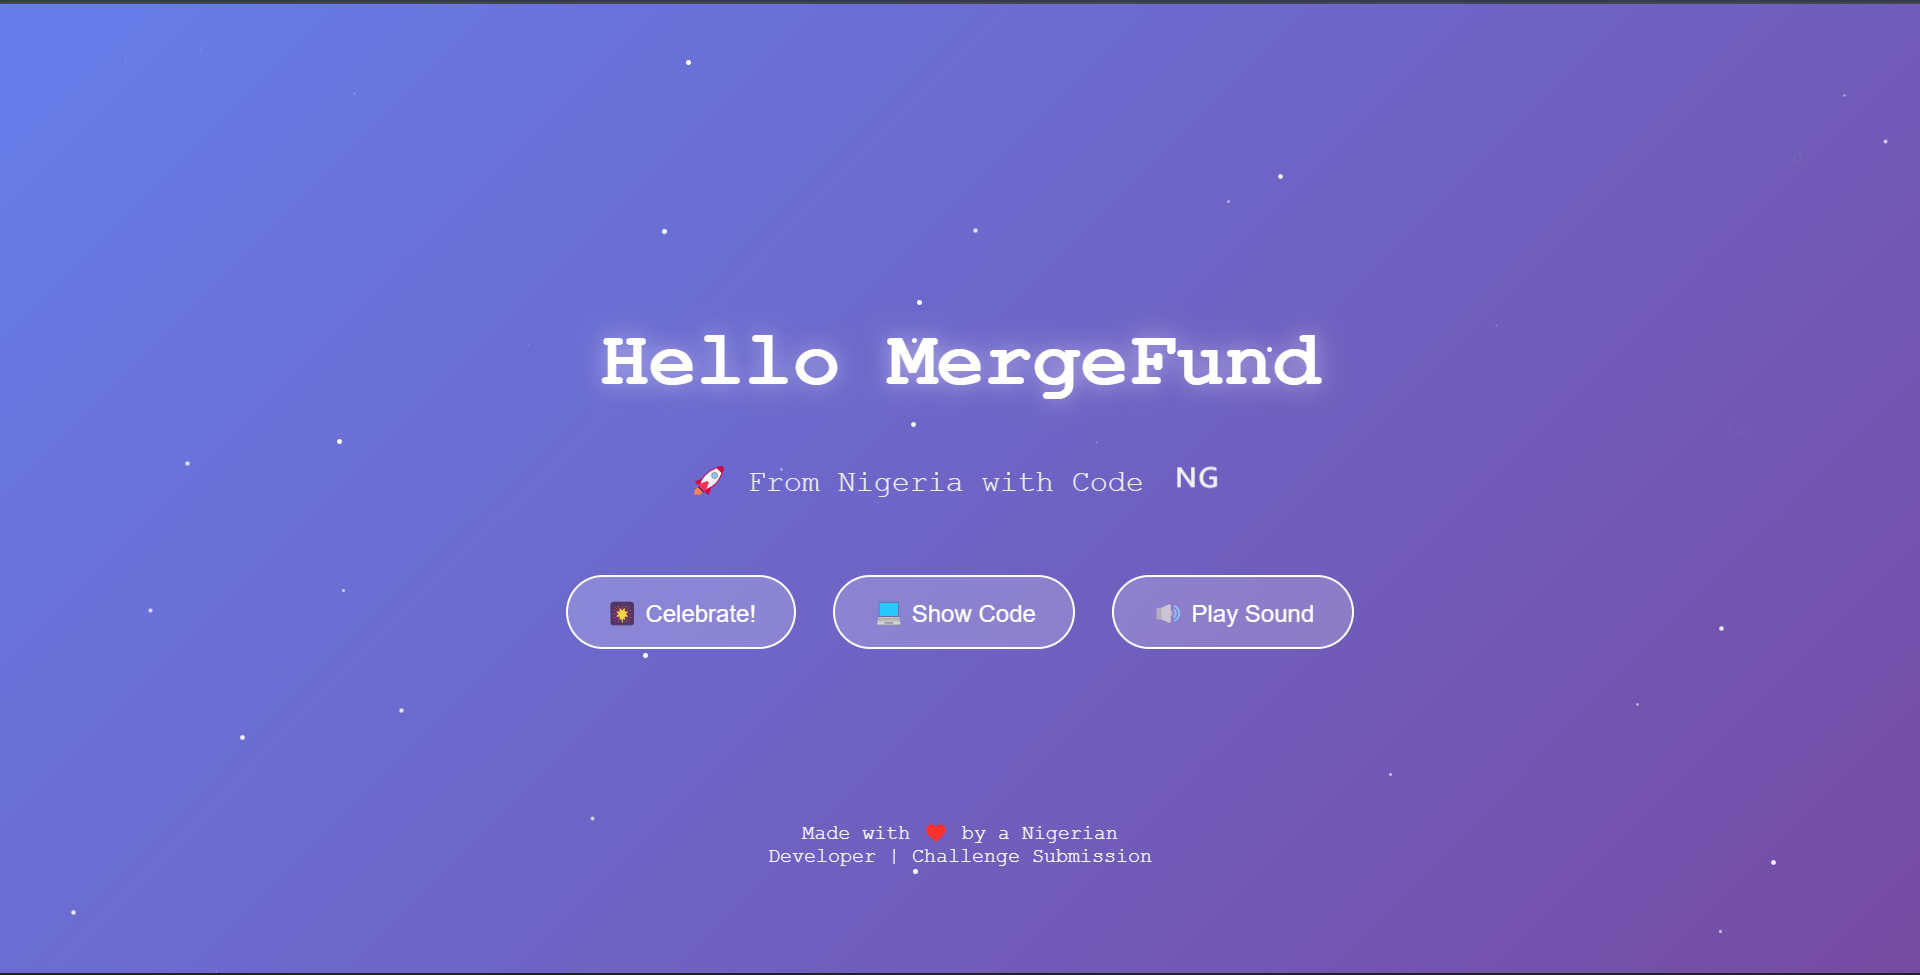 Hello MergeFund
🚀 From Nigeria with Code NG
🎆 Celebrate!
💻 Show Code
🔊 Play Sound
Made with ❤️ by a Nigerian
Developer | Challenge Submission